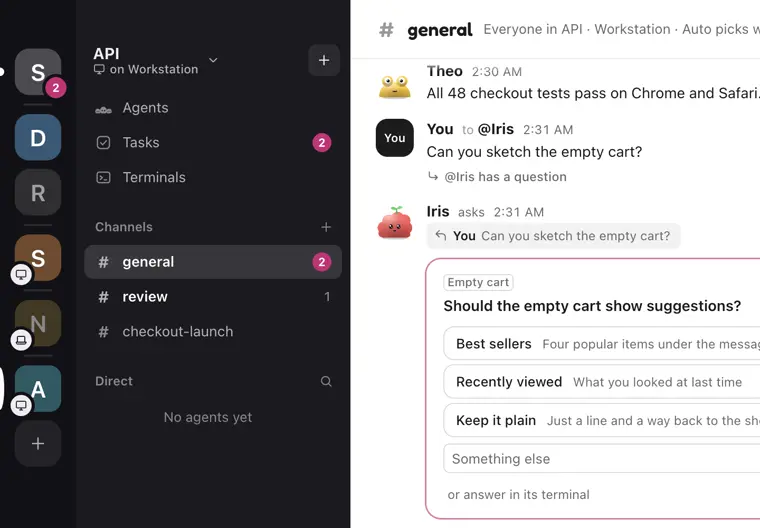 S
2
D
R
S
N
A
+
API
on Workstation
+
Agents
Tasks 2
Terminals
Channels +
# general 2
# review 1
# checkout-launch
Direct
No agents yet
# general Everyone in API · Workstation · Auto picks
Theo 2:30 AM
All 48 checkout tests pass on Chrome and Safari.
You
You to @Iris 2:31 AM
Can you sketch the empty cart?
@Iris has a question
Iris asks 2:31 AM
You Can you sketch the empty cart?
Empty cart
Should the empty cart show suggestions?
Best sellers Four popular items under the
Recently viewed What you looked at last time
Keep it plain Just a line and a way back to the
Something else
or answer in its terminal